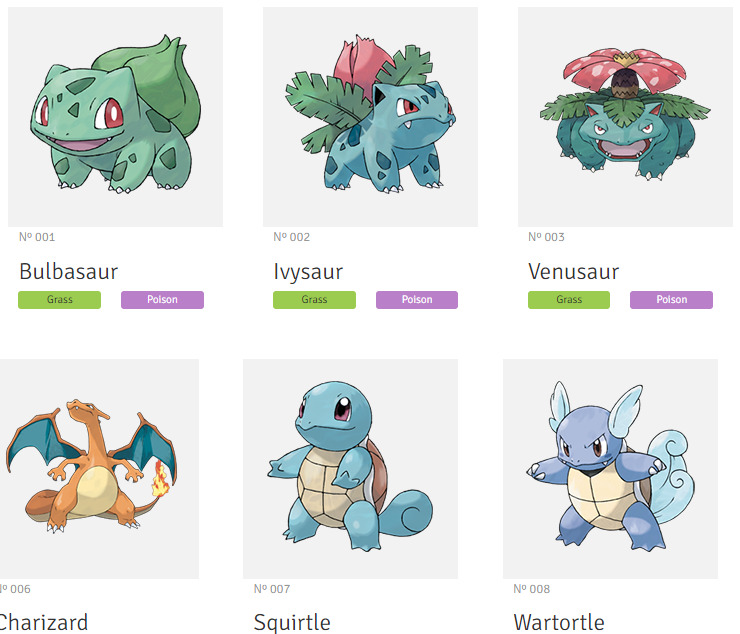 Nº 001 Nº 002 Nº 003
Bulbasaur Ivysaur Venusaur
Grass Poison Grass Poison Grass Poison
Nº 006 Nº 007 Nº 008
Charizard Squirtle Wartortle